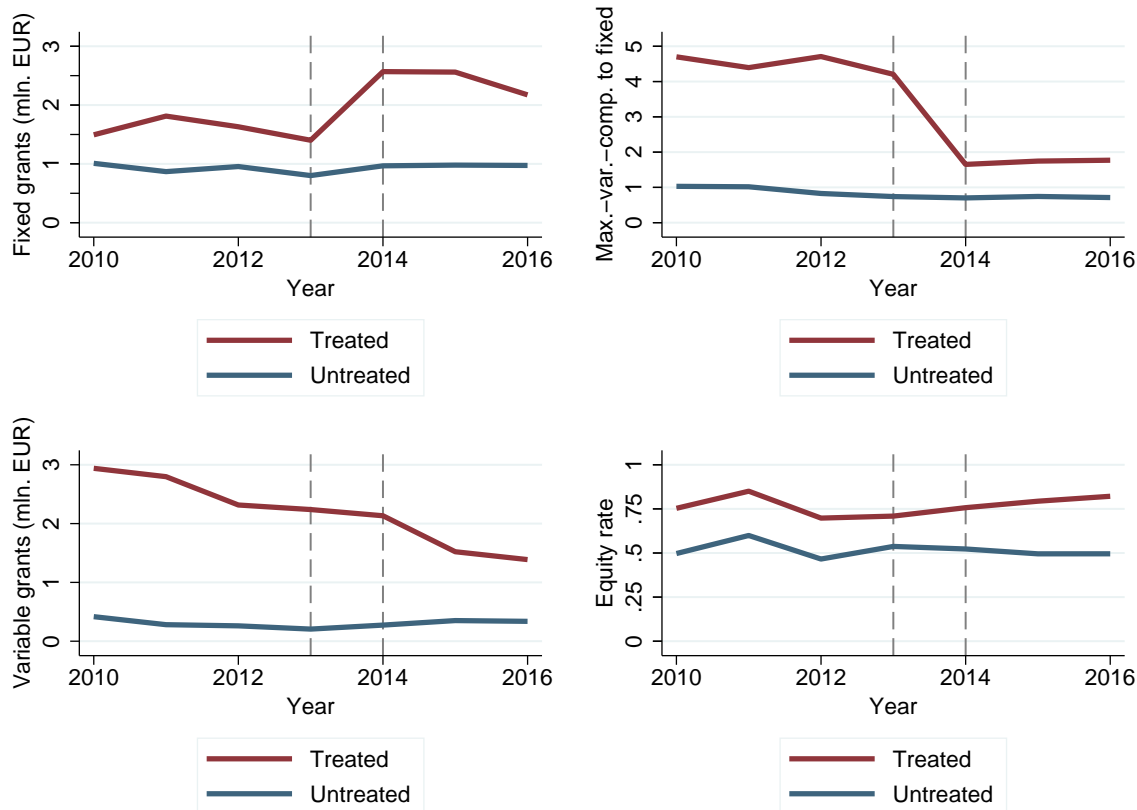 Fixed grants (mln. EUR)
3
2
1
0
2010 2012 2014 2016
Year
Treated
Untreated
Max.-var.-comp. to fixed
5
4
3
2
1
0
2010 2012 2014 2016
Year
Treated
Untreated
Variable grants (mln. EUR)
3
2
1
0
2010 2012 2014 2016
Year
Treated
Untreated
Equity rate
1
.75
.5
.25
0
2010 2012 2014 2016
Year
Treated
Untreated